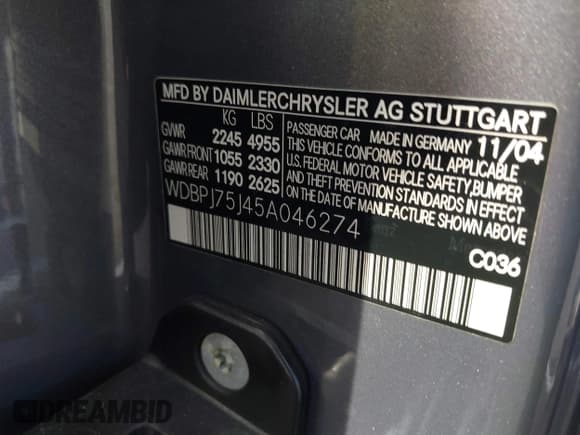 MFD BY DAIMLERCHRYSLER AG STUTTGART
KG LBS
GVWR 2245 4955
GAWR FRONT 1055 2330
GAWR REAR 1190 2625
PASSENGER CAR MADE IN GERMANY 11/04
THIS VEHICLE CONFORMS TO ALL APPLICABLE
U.S. FEDERAL MOTOR VEHICLE SAFETY, BUMPER,
AND THEFT PREVENTION STANDARDS IN EFFECT
ON THE DATE OF MANUFACTURE SHOWN ABOVE
WDBPJ75J45A046274
C036
DREAMBID